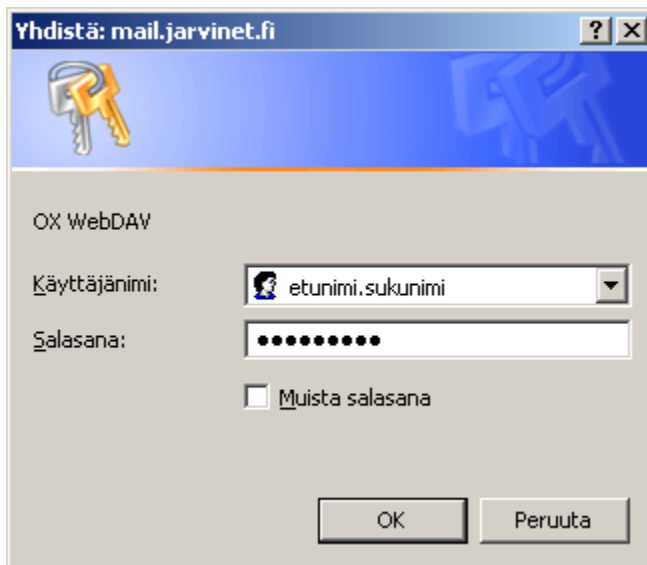 Yhdistä: mail.jarvinet.fi
OX WebDAV
Käyttäjänimi: etunimi.sukunimi
Salasana: ●●●●●●●●●
Muista salasana
OK Peruuta